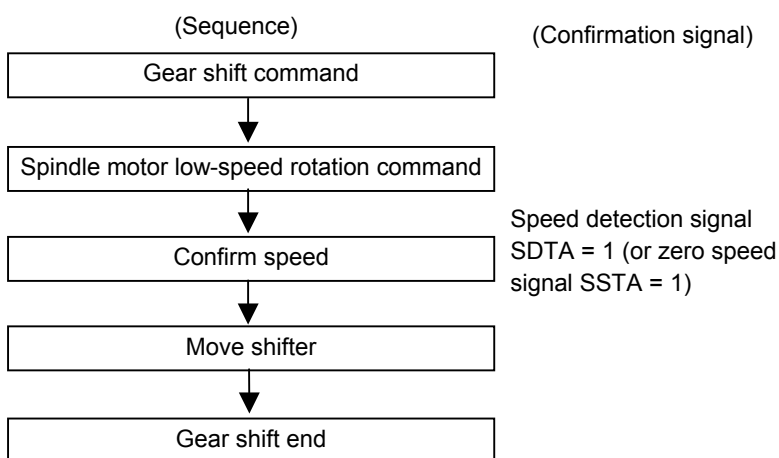 (Sequence)
(Confirmation signal)
Gear shift command
Spindle motor low-speed rotation command
Confirm speed
Speed detection signal
SDTA = 1 (or zero speed
signal SSTA = 1)
Move shifter
Gear shift end